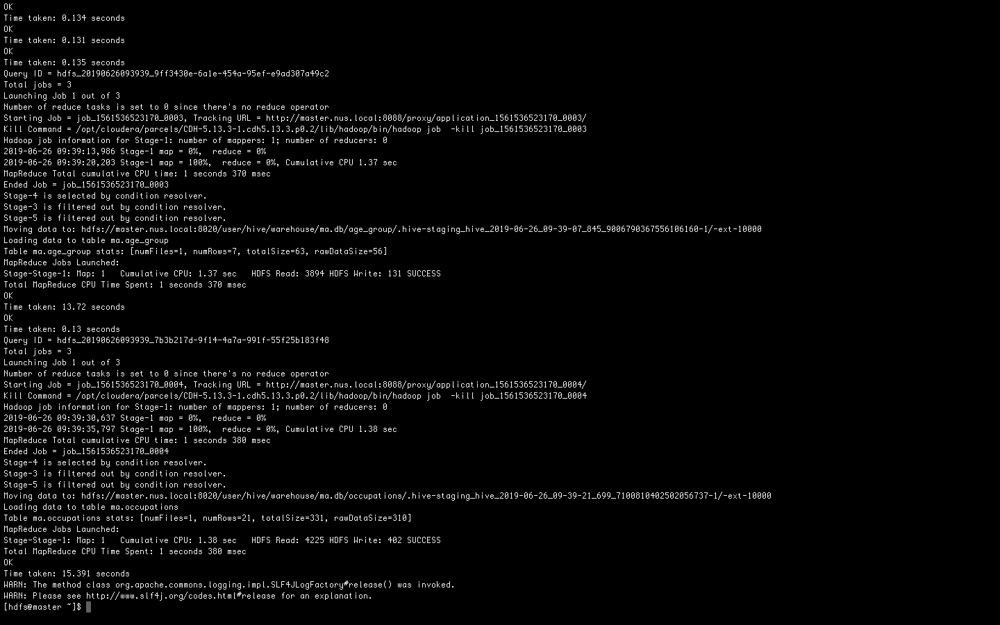 OK
Time taken: 0.134 seconds
OK
Time taken: 0.131 seconds
OK
Time taken: 0.135 seconds
Query ID = hdfs_20190626093939_9ff3430e-6a1e-454a-95ef-e9ad307a49c2
Total jobs = 3
Launching Job 1 out of 3
Number of reduce tasks is set to 0 since there's no reduce operator
Starting Job = job_1561536523170_0003, Tracking URL = http://master.nus.local:8088/proxy/application_1561536523170_0003/
Kill Command = /opt/cloudera/parcels/CDH-5.13.3-1.cdh5.13.3.p0.2/lib/hadoop/bin/hadoop job  -kill job_1561536523170_0003
Hadoop job information for Stage-1: number of mappers: 1; number of reducers: 0
2019-06-26 09:39:13,986 Stage-1 map = 0%,  reduce = 0%
2019-06-26 09:39:20,203 Stage-1 map = 100%,  reduce = 0%, Cumulative CPU 1.37 sec
MapReduce Total cumulative CPU time: 1 seconds 370 msec
Ended Job = job_1561536523170_0003
Stage-4 is selected by condition resolver.
Stage-3 is filtered out by condition resolver.
Stage-5 is filtered out by condition resolver.
Moving data to: hdfs://master.nus.local:8020/user/hive/warehouse/ma.db/age_group/.hive-staging_hive_2019-06-26_09-39-07_845_9006790367556106160-1/-ext-10000
Loading data to table ma.age_group
Table ma.age_group stats: [numFiles=1, numRows=7, totalSize=63, rawDataSize=56]
MapReduce Jobs Launched:
Stage-Stage-1: Map: 1   Cumulative CPU: 1.37 sec   HDFS Read: 3894 HDFS Write: 131 SUCCESS
Total MapReduce CPU Time Spent: 1 seconds 370 msec
OK
Time taken: 13.72 seconds
OK
Time taken: 0.13 seconds
Query ID = hdfs_20190626093939_7b3b217d-9f14-4a7a-991f-55f25b183f48
Total jobs = 3
Launching Job 1 out of 3
Number of reduce tasks is set to 0 since there's no reduce operator
Starting Job = job_1561536523170_0004, Tracking URL = http://master.nus.local:8088/proxy/application_1561536523170_0004/
Kill Command = /opt/cloudera/parcels/CDH-5.13.3-1.cdh5.13.3.p0.2/lib/hadoop/bin/hadoop job  -kill job_1561536523170_0004
Hadoop job information for Stage-1: number of mappers: 1; number of reducers: 0
2019-06-26 09:39:30,637 Stage-1 map = 0%,  reduce = 0%
2019-06-26 09:39:35,797 Stage-1 map = 100%,  reduce = 0%, Cumulative CPU 1.38 sec
MapReduce Total cumulative CPU time: 1 seconds 380 msec
Ended Job = job_1561536523170_0004
Stage-4 is selected by condition resolver.
Stage-3 is filtered out by condition resolver.
Stage-5 is filtered out by condition resolver.
Moving data to: hdfs://master.nus.local:8020/user/hive/warehouse/ma.db/occupations/.hive-staging_hive_2019-06-26_09-39-21_699_7100810402502056737-1/-ext-10000
Loading data to table ma.occupations
Table ma.occupations stats: [numFiles=1, numRows=21, totalSize=331, rawDataSize=310]
MapReduce Jobs Launched:
Stage-Stage-1: Map: 1   Cumulative CPU: 1.38 sec   HDFS Read: 4225 HDFS Write: 402 SUCCESS
Total MapReduce CPU Time Spent: 1 seconds 380 msec
OK
Time taken: 15.391 seconds
WARN: The method class org.apache.commons.logging.impl.SLF4JLogFactory#release() was invoked.
WARN: Please see http://www.slf4j.org/codes.html#release for an explanation.
[hdfs@master ~]$